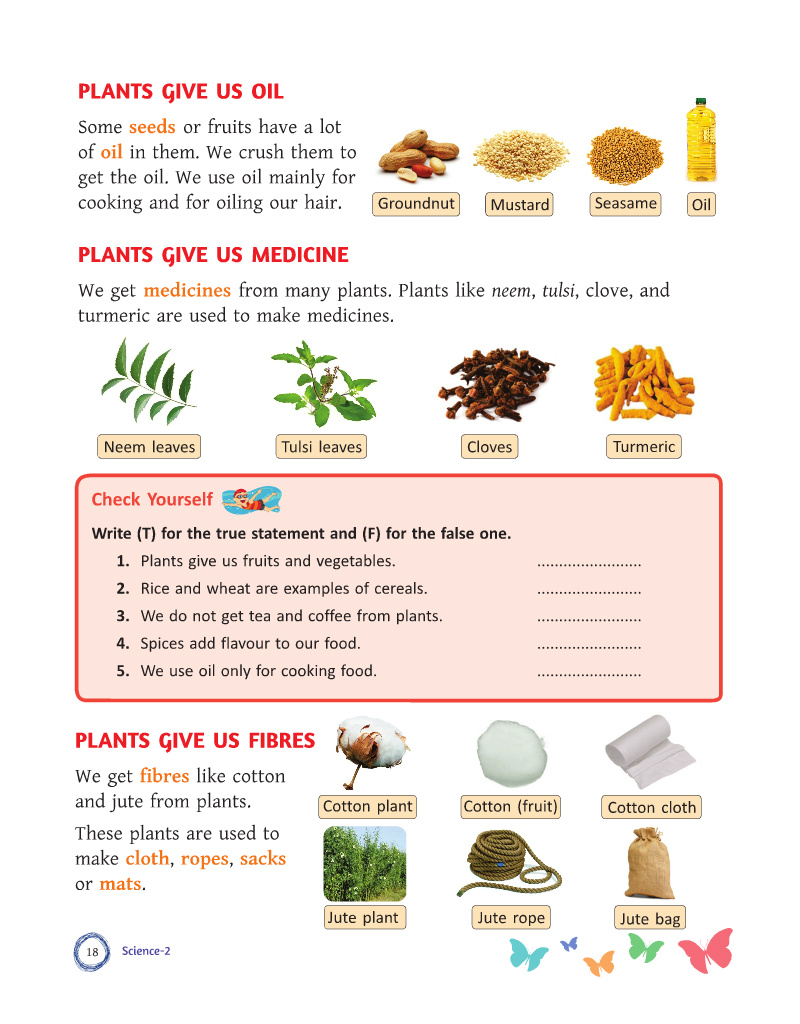 PLANTS GIVE US OIL
Some seeds or fruits have a lot
of oil in them. We crush them to
get the oil. We use oil mainly for
cooking and for oiling our hair.
Groundnut Mustard Seasame Oil
PLANTS GIVE US MEDICINE
We get medicines from many plants. Plants like neem, tulsi, clove, and
turmeric are used to make medicines.
Neem leaves Tulsi leaves Cloves Turmeric
Check Yourself
Write (T) for the true statement and (F) for the false one.
1. Plants give us fruits and vegetables. ........................
2. Rice and wheat are examples of cereals. ........................
3. We do not get tea and coffee from plants. ........................
4. Spices add flavour to our food. ........................
5. We use oil only for cooking food. ........................
PLANTS GIVE US FIBRES
We get fibres like cotton
and jute from plants.
These plants are used to
make cloth, ropes, sacks
or mats.
Cotton plant Cotton (fruit) Cotton cloth
Jute plant Jute rope Jute bag
18 Science-2